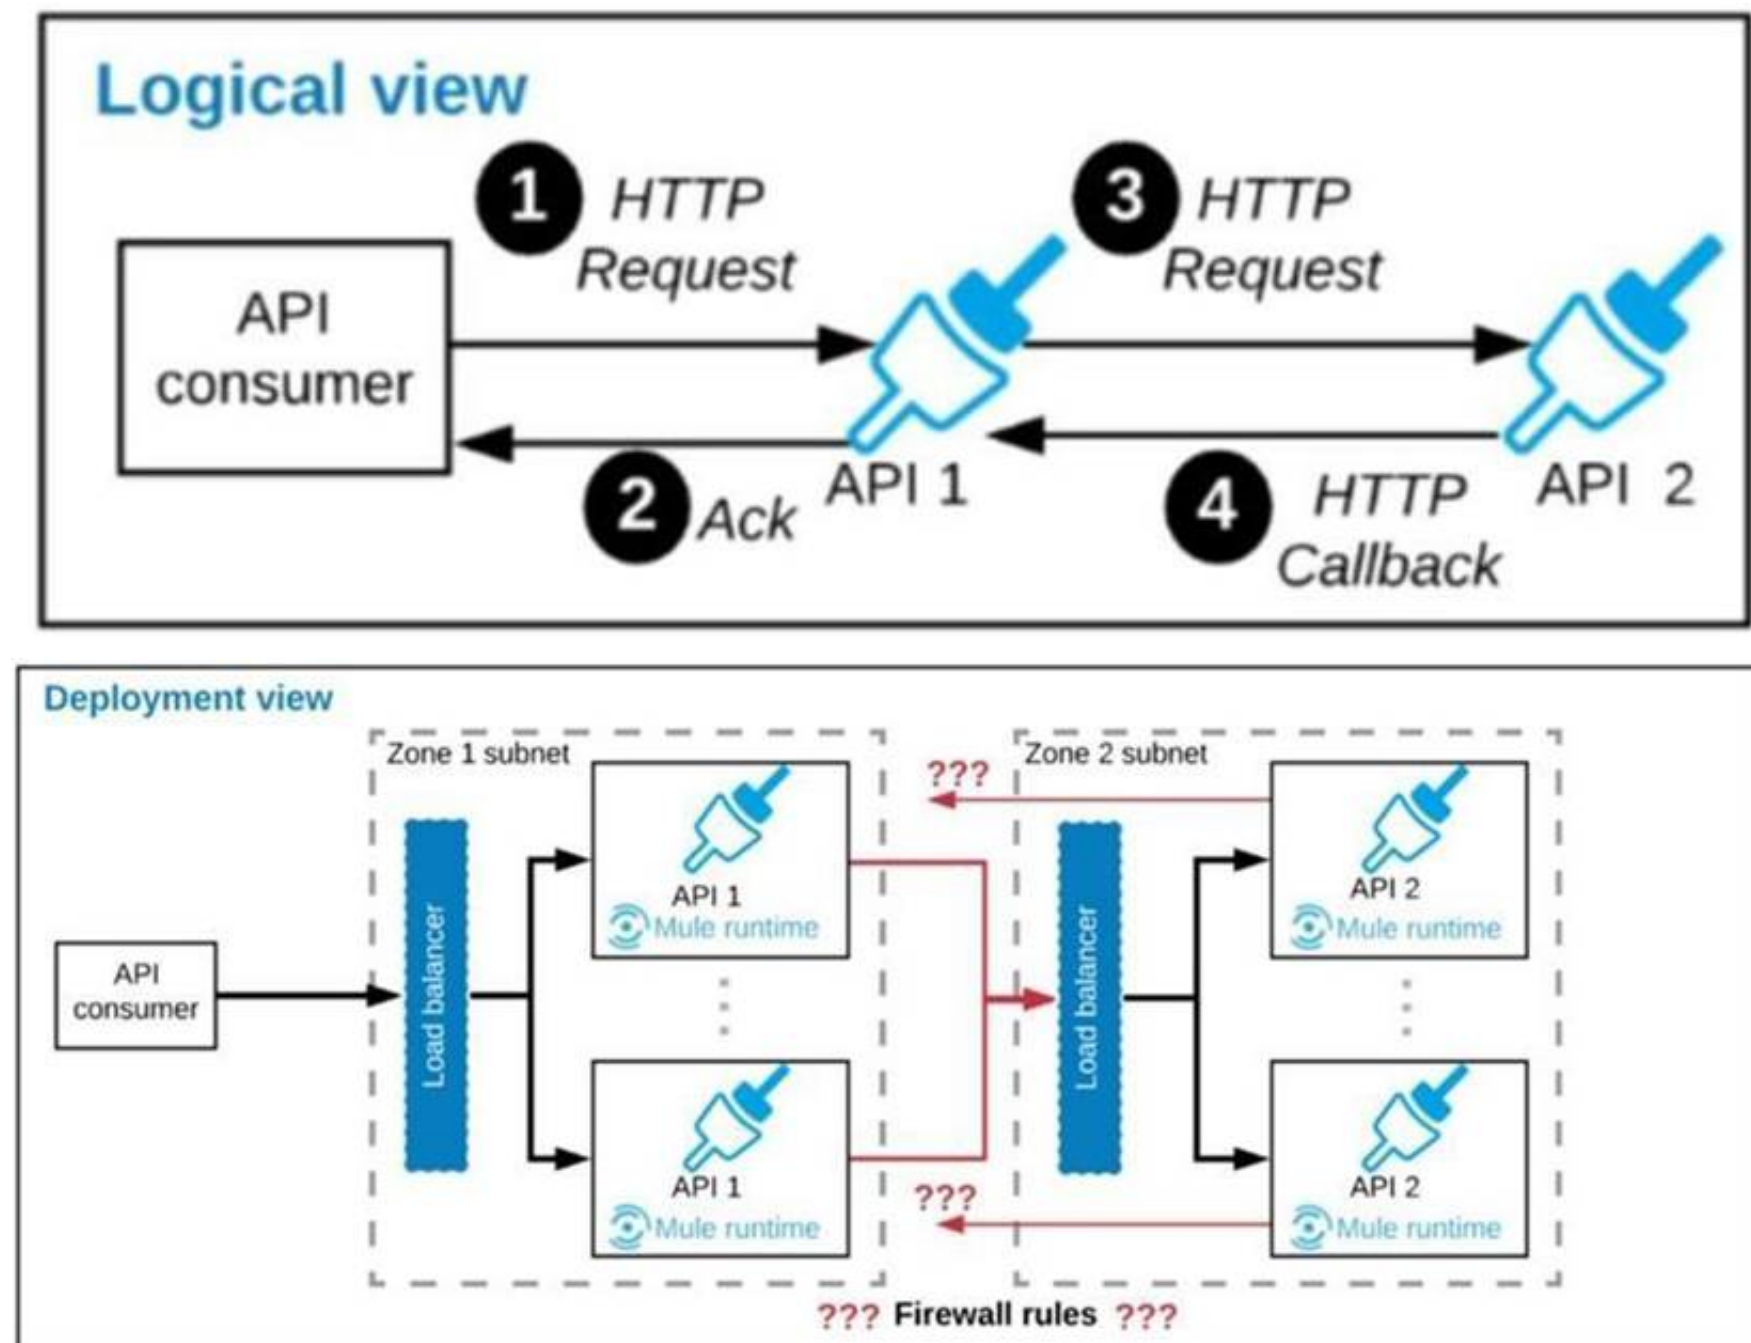 Logical view
1 HTTP Request
3 HTTP Request
API consumer
2 Ack
API 1
4 HTTP Callback
API 2
Deployment view
Zone 1 subnet
Zone 2 subnet
???
API consumer
Load balancer
API 1
Mule runtime
API 1
Mule runtime
Load balancer
API 2
Mule runtime
API 2
Mule runtime
???
??? Firewall rules ???